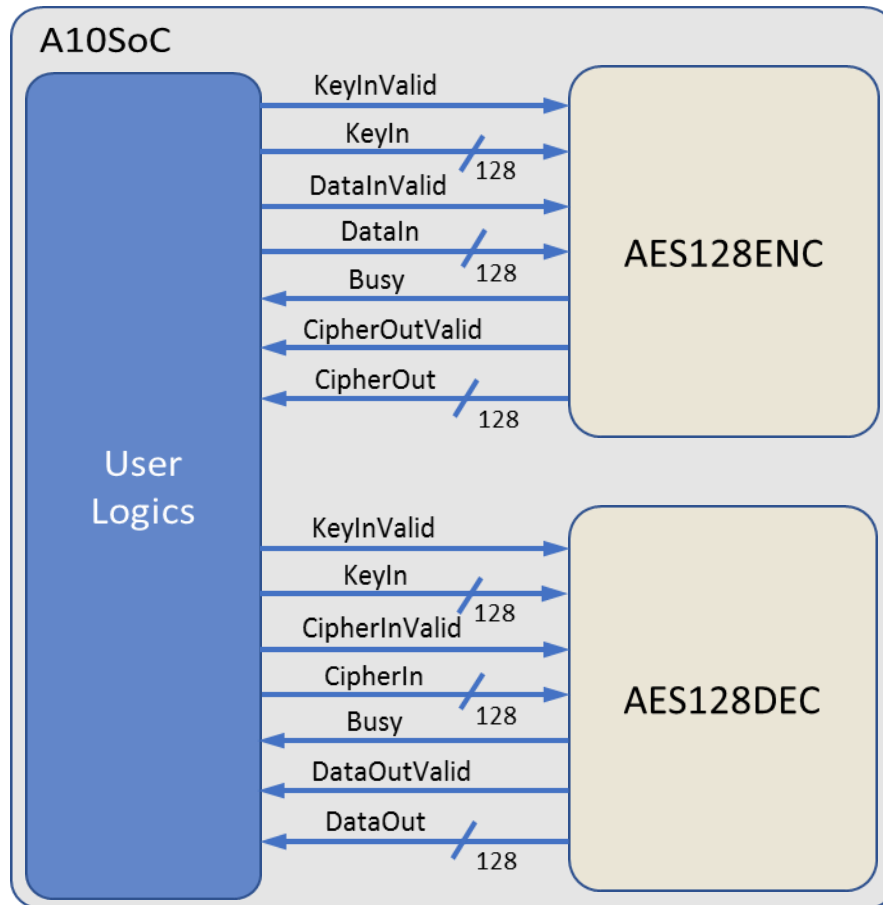 A10SoC
User
Logics
KeyInValid
KeyIn
128
DataInValid
DataIn
128
Busy
CipherOutValid
CipherOut
128
AES128ENC
KeyInValid
KeyIn
128
CipherInValid
CipherIn
128
Busy
DataOutValid
DataOut
128
AES128DEC